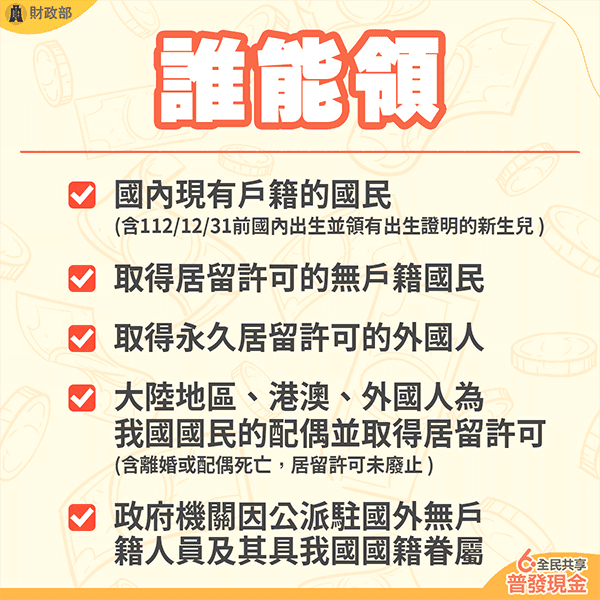 財政部
誰能領
國內現有戶籍的國民
(含112/12/31前國內出生並領有出生證明的新生兒)
取得居留許可的無戶籍國民
取得永久居留許可的外國人
大陸地區、港澳、外國人為
我國國民的配偶並取得居留許可
(含離婚或配偶死亡，居留許可未廢止)
政府機關因公派駐國外無戶
籍人員及其具我國國籍眷屬
6全民共享
普發現金